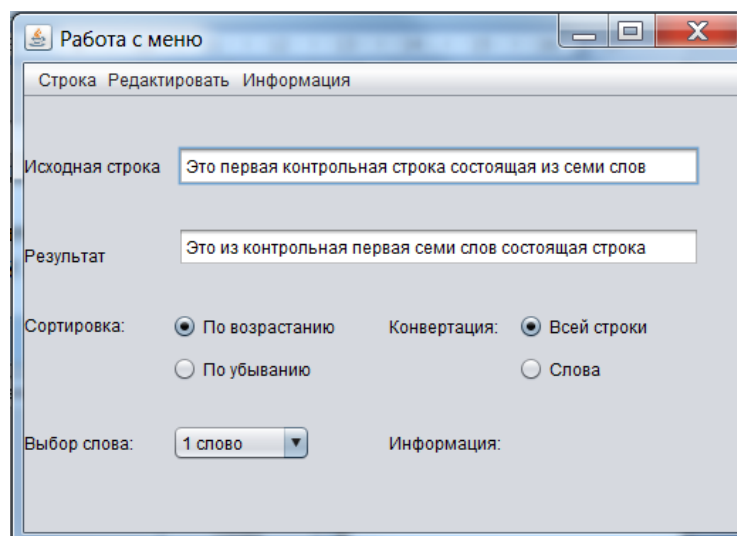 Работа с меню
Строка Редактировать Информация
Исходная строка Это первая контрольная строка состоящая из семи слов
Результат Это из контрольная первая семи слов состоящая строка
Сортировка: По возрастанию Конвертация: Всей строки
По убыванию Слова
Выбор слова: 1 слово Информация: